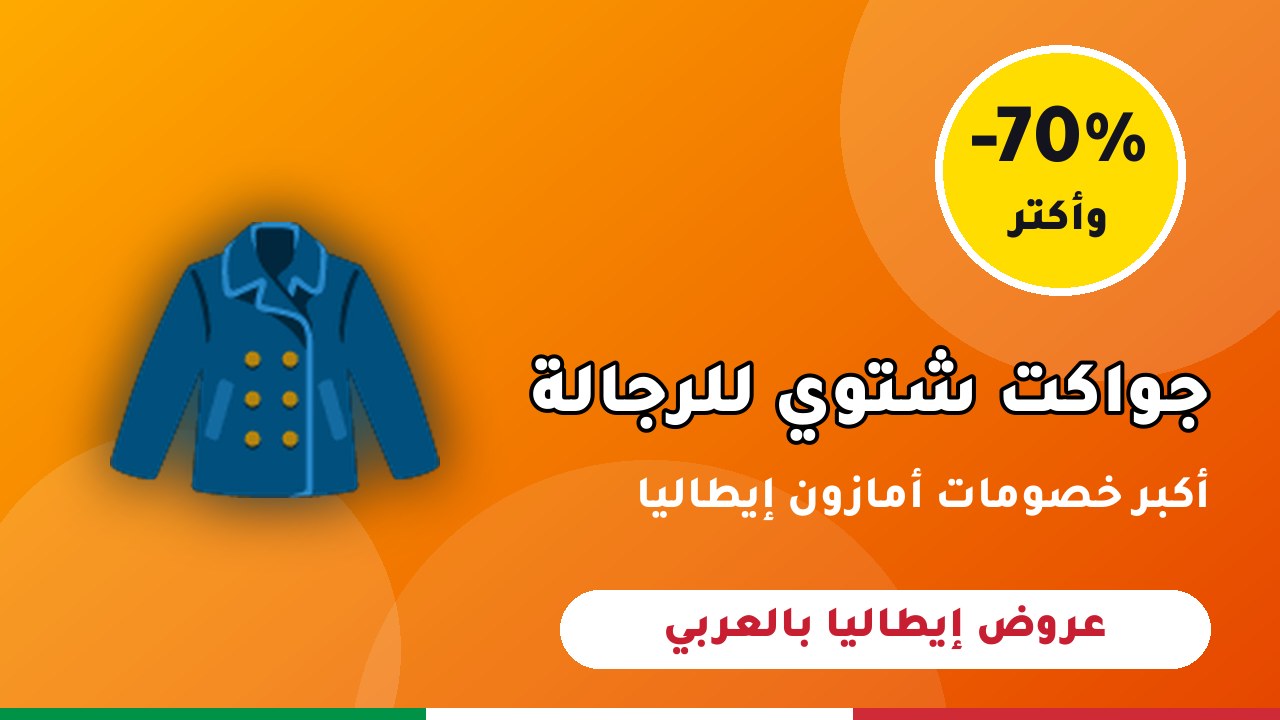 -70%
وأكتر
جواكت شتوي للرجالة
أكبر خصومات أمازون إيطاليا
عروض إيطاليا بالعربي